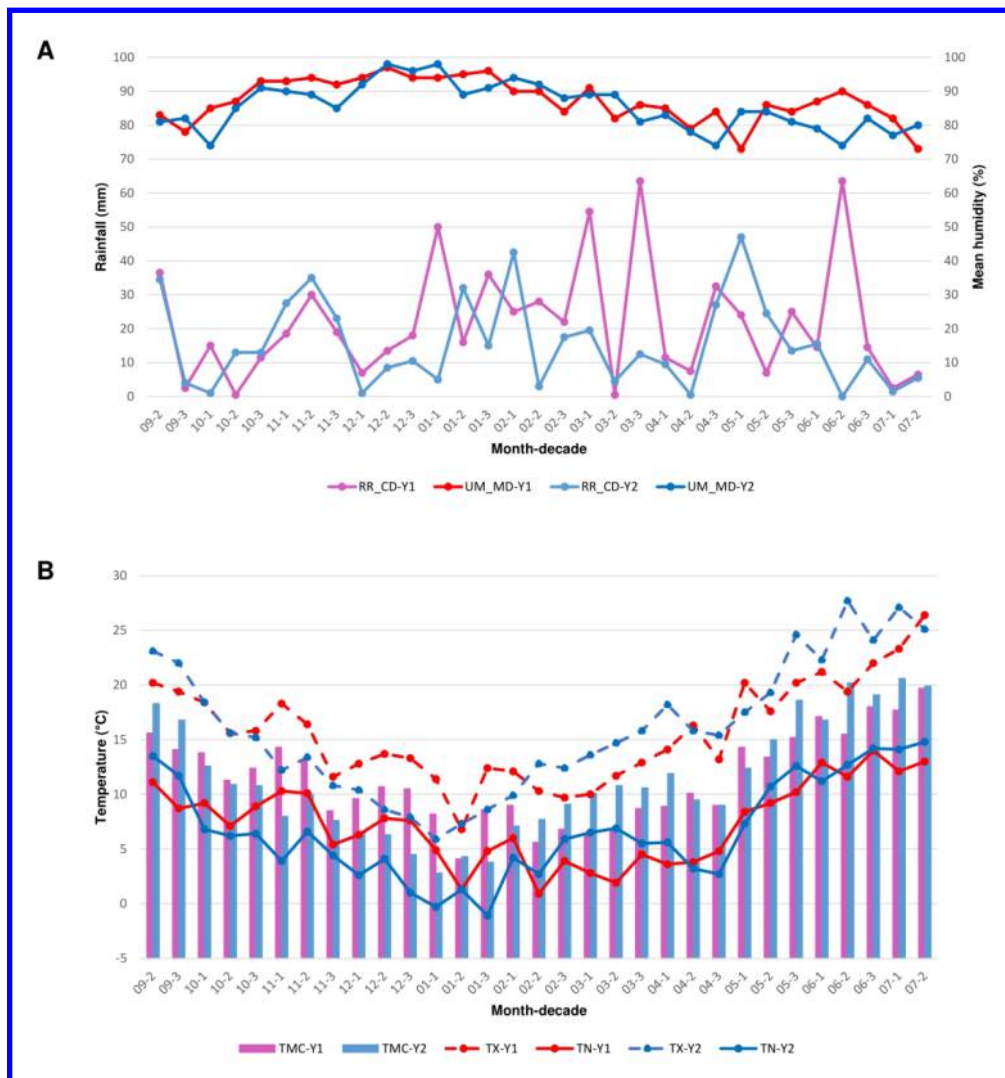 A
100 100
90 90
80 80
70 70
60 60
50 50
40 40
30 30
20 20
10 10
0 0
Rainfall (mm)
Mean humidity (%)
09-2 09-3 10-1 10-2 10-3 11-1 11-2 11-3 12-1 12-2 12-3 01-1 01-2 01-3 02-1 02-2 02-3 03-1 03-2 03-3 04-1 04-2 04-3 05-1 05-2 05-3 06-1 06-2 06-3 07-1 07-2
Month-decade
RR_CD-Y1 UM_MD-Y1 RR_CD-Y2 UM_MD-Y2
B
30
25
20
15
10
5
0
-5
Temperature (°C)
09-2 09-3 10-1 10-2 10-3 11-1 11-2 11-3 12-1 12-2 12-3 01-1 01-2 01-3 02-1 02-2 02-3 03-1 03-2 03-3 04-1 04-2 04-3 05-1 05-2 05-3 06-1 06-2 06-3 07-1 07-2
Month-decade
TMC-Y1 TMC-Y2 TX-Y1 TN-Y1 TX-Y2 TN-Y2